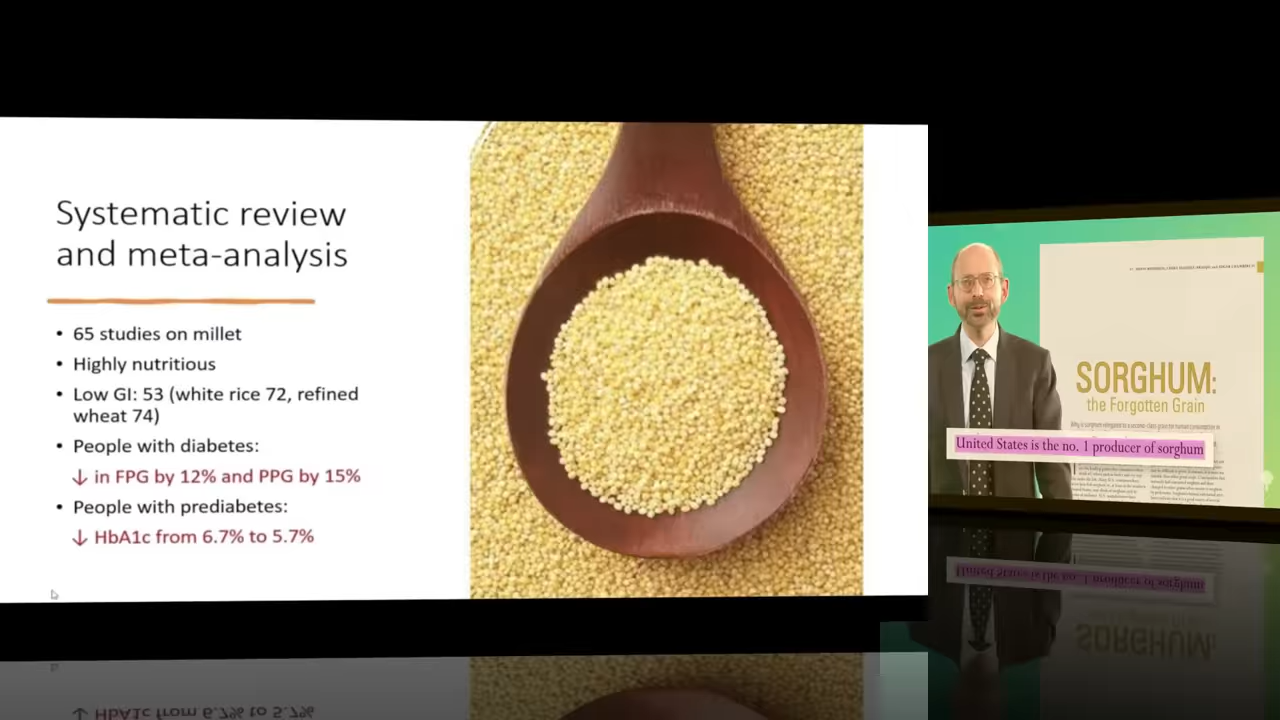 Systematic review
and meta-analysis
• 65 studies on millet
• Highly nutritious
• Low GI: 53 (white rice 72, refined
wheat 74)
• People with diabetes:
↓ in FPG by 12% and PPG by 15%
• People with prediabetes:
↓ HbA1c from 6.7% to 5.7%
SORGHUM:
the Forgotten Grain
United States is the no. 1 producer of sorghum